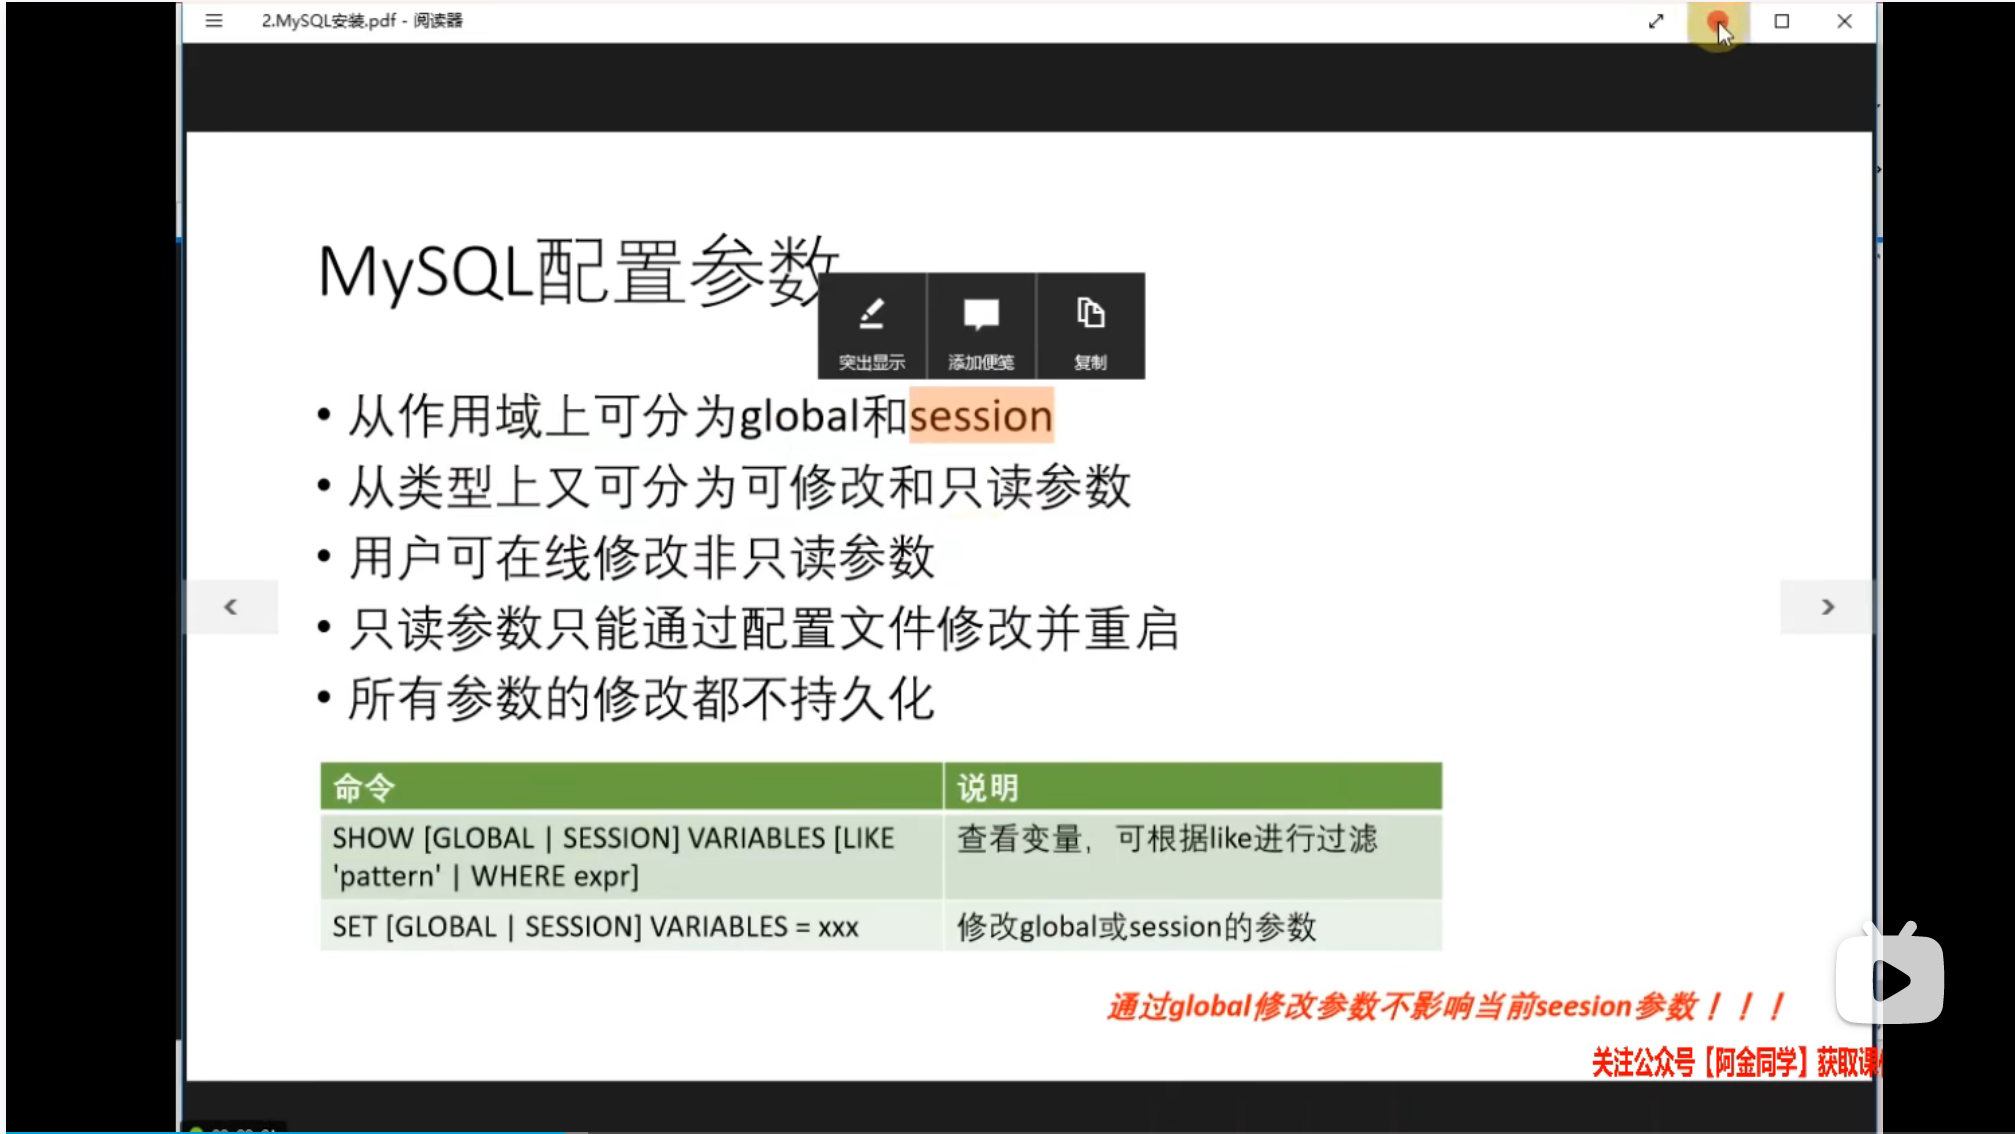 2.MySQL安装.pdf - 阅读器
MySQL配置参数
突出显示 添加便笺 复制
• 从作用域上可分为global和session
• 从类型上又可分为可修改和只读参数
• 用户可在线修改非只读参数
• 只读参数只能通过配置文件修改并重启
• 所有参数的修改都不持久化
命令 说明
SHOW [GLOBAL | SESSION] VARIABLES [LIKE 查看变量，可根据like进行过滤
'pattern' | WHERE expr]
SET [GLOBAL | SESSION] VARIABLES = xxx 修改global或session的参数
通过global修改参数不影响当前seesion参数！！！
关注公众号【阿金同学】获取课